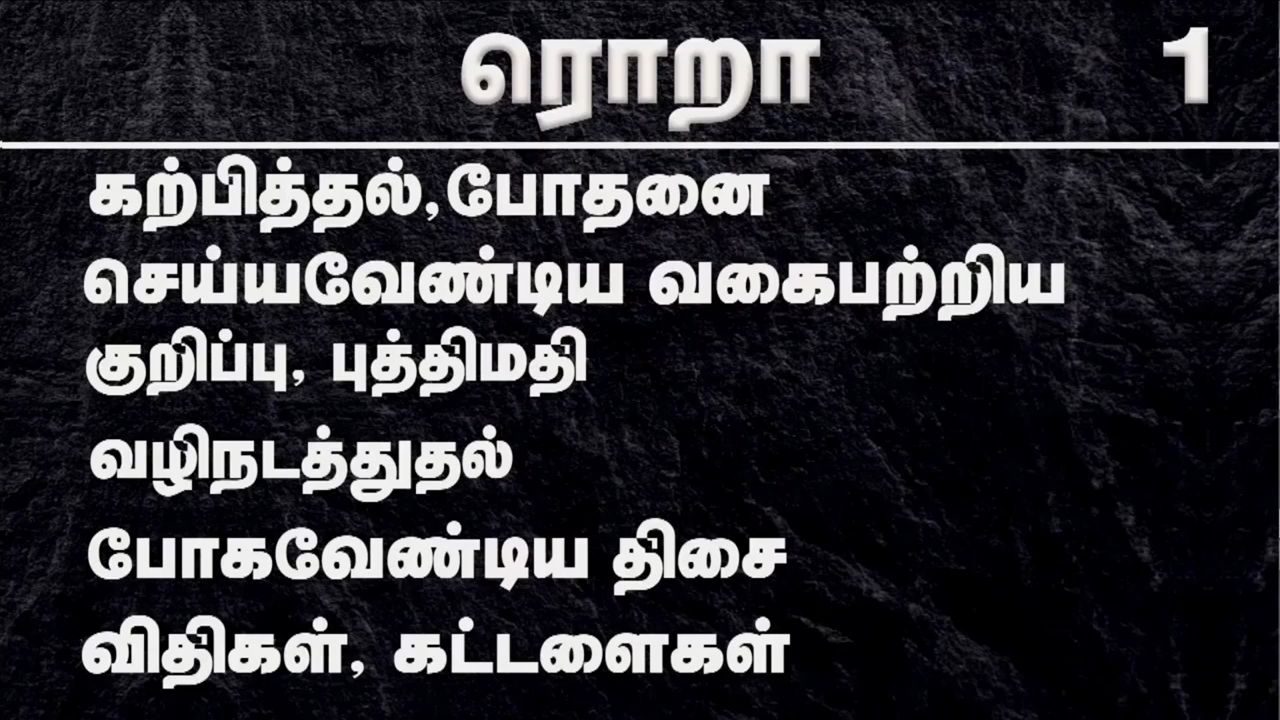 ரொறா 1
கற்பித்தல்,போதனை
செய்யவேண்டிய வகைபற்றிய
குறிப்பு, புத்திமதி
வழிநடத்துதல்
போகவேண்டிய திசை
விதிகள், கட்டளைகள்